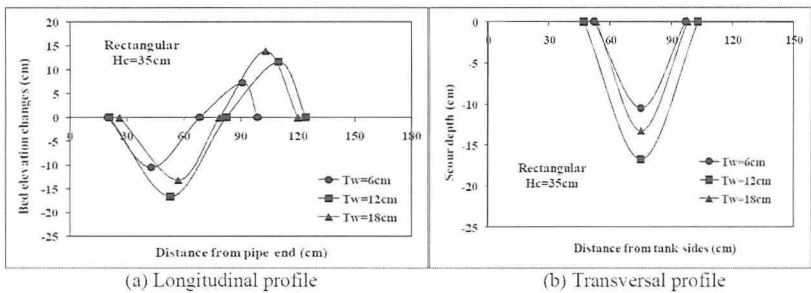 20
15
10
5
0
-5
-10
-15
-20
-25
Bed elevation changes (cm)
Rectangular
Hc=35cm
0 30 60 90 120 150 180
Tw=6cm
Tw=12cm
Tw=18cm
Distance from pipe end (cm)
(a) Longitudinal profile
0
-5
-10
-15
-20
-25
Scour depth (cm)
0 30 60 90 120 150
Rectangular
Hc=35cm
Tw=6cm
Tw=12cm
Tw=18cm
Distance from tank sides (cm)
(b) Transversal profile